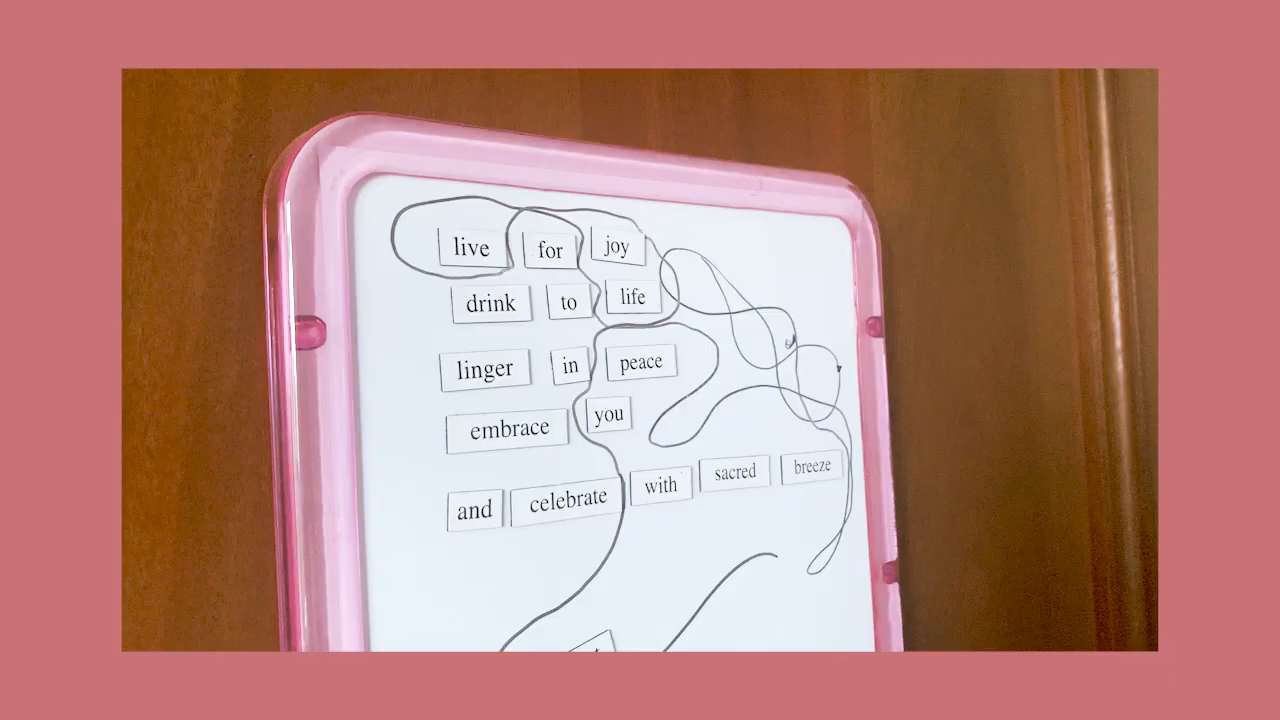 live for joy
drink to life
linger in peace
embrace you
and celebrate with sacred breeze